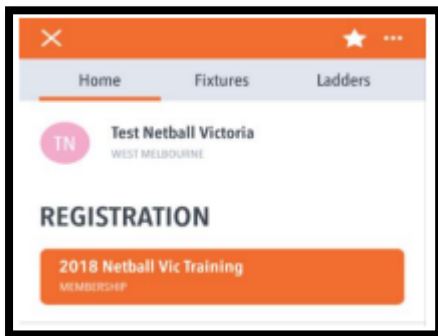 Home Fixtures Ladders
TN
Test Netball Victoria
WEST MELBOURNE
REGISTRATION
2018 Netball Vic Training
MEMBERSHIP